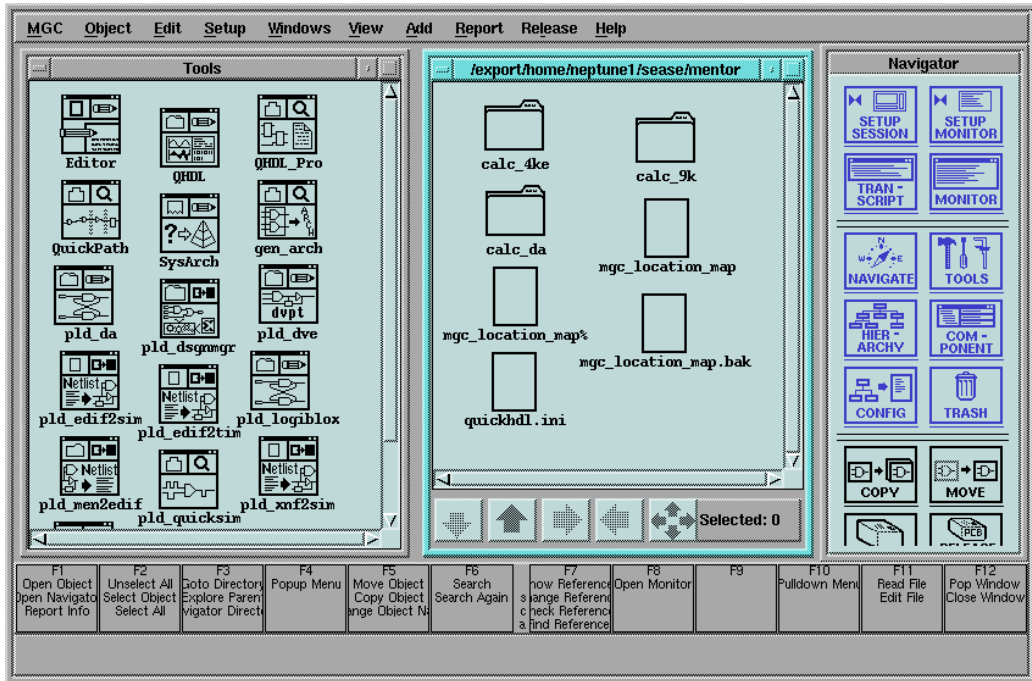 MGC Object Edit Setup Windows View Add Report Release Help
Tools
Editor
QHDL
QHDL_Pro
QuickPath
SysArch
gen_arch
pld_da
pld_dsgnmgr
dvpt
pld_dve
Netlist
pld_edif2sim
Netlist
pld_edif2tim
pld_logiblox
Netlist
pld_men2edif
pld_quicksim
Netlist
pld_xnf2sim
/export/home/neptune1/sease/mentor
calc_4ke
calc_9k
calc_da
mgc_location_map
mgc_location_map%
mgc_location_map.bak
quickhdl.ini
Selected: 0
Navigator
SETUP
SESSION
SETUP
MONITOR
TRAN -
SCRIPT
MONITOR
N
W E
NAVIGATE
TOOLS
HIER -
ARCHY
COM -
PONENT
CONFIG
TRASH
COPY
MOVE
PCB
F1
Open Object
Open Navigato
Report Info
F2
Unselect All
Select Object
Select All
F3
Goto Directory
Explore Paren
vigator Directo
F4
Popup Menu
F5
Move Object
Copy Object
ange Object Na
F6
Search
Search Again
F7
how Reference
s hange Referen
c heck Referenc
a Find Reference
F8
Open Monitor
F9
F10
Pulldown Menu
F11
Read File
Edit File
F12
Pop Window
Close Window